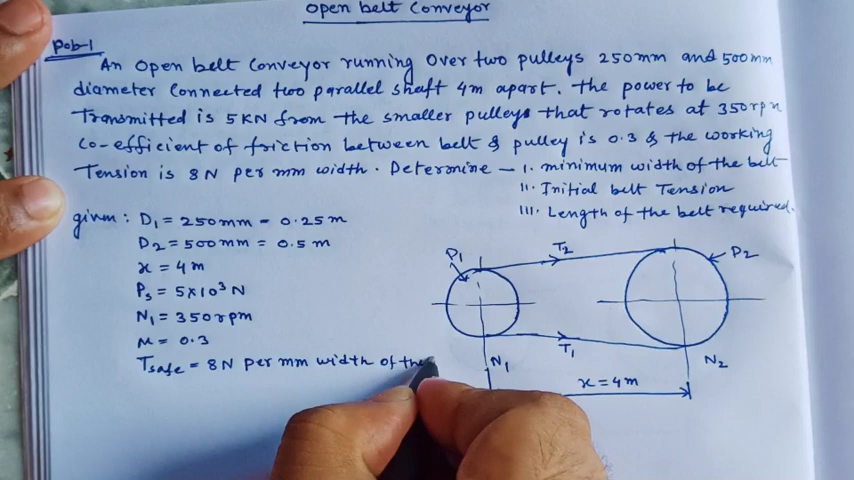 Open belt Conveyor
Pob-1
An open belt conveyor running over two pulleys 250mm and 500mm
diameter connected two parallel shaft 4m apart. The power to be
Transmitted is 5KN from the smaller pulleys that rotates at 350rpm
co-efficient of friction between belt & pulley is 0.3 & the working
Tension is 8N per mm width. Determine - I. minimum width of the belt
II. Initial belt Tension
III. Length of the belt required.
given: D1 = 250mm = 0.25m
D2 = 500mm = 0.5m
x = 4m
Ps = 5×10³ N
N1 = 350rpm
M = 0.3
Tsafe = 8N per mm width of the
P1
T2
P2
T1
N1
N2
x = 4m